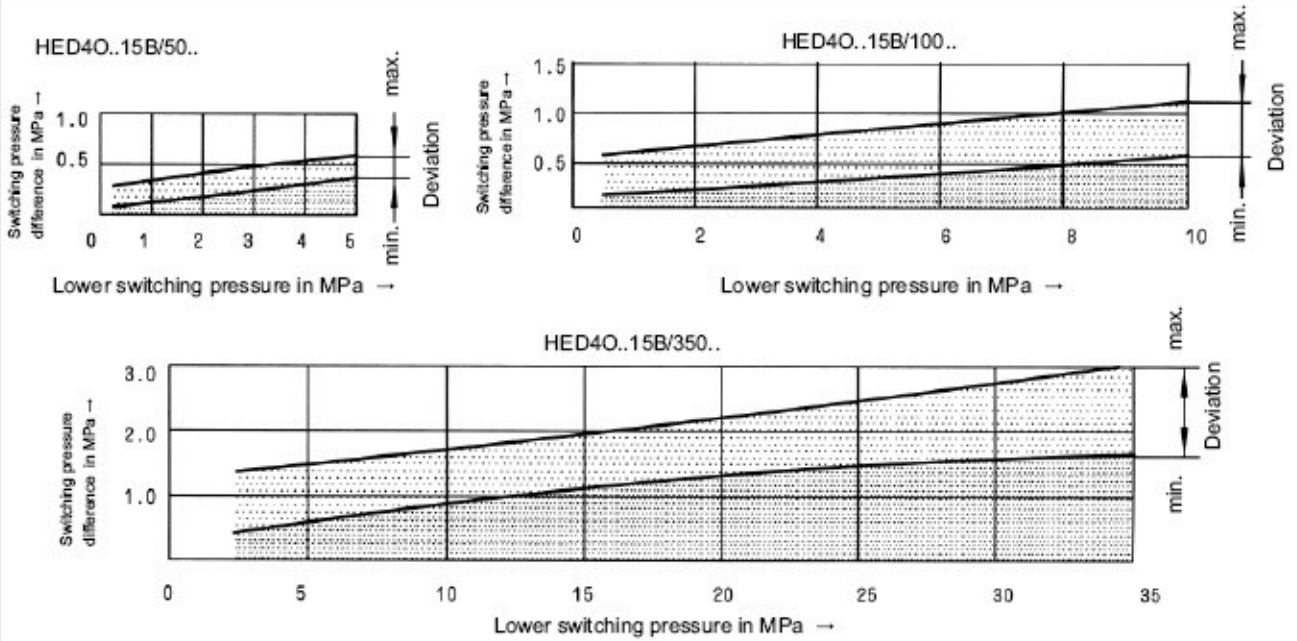 HED4O..15B/50..
Switching pressure
difference in MPa →
1.0
0.5
0 1 2 3 4 5
Lower switching pressure in MPa →
max.
Deviation
min.
HED4O..15B/100..
Switching pressure
difference in MPa →
1.5
1.0
0.5
0 2 4 6 8 10
Lower switching pressure in MPa →
max.
Deviation
min.
HED4O..15B/350..
Switching pressure
difference in MPa →
3.0
2.0
1.0
0 5 10 15 20 25 30 35
Lower switching pressure in MPa →
max.
Deviation
min.